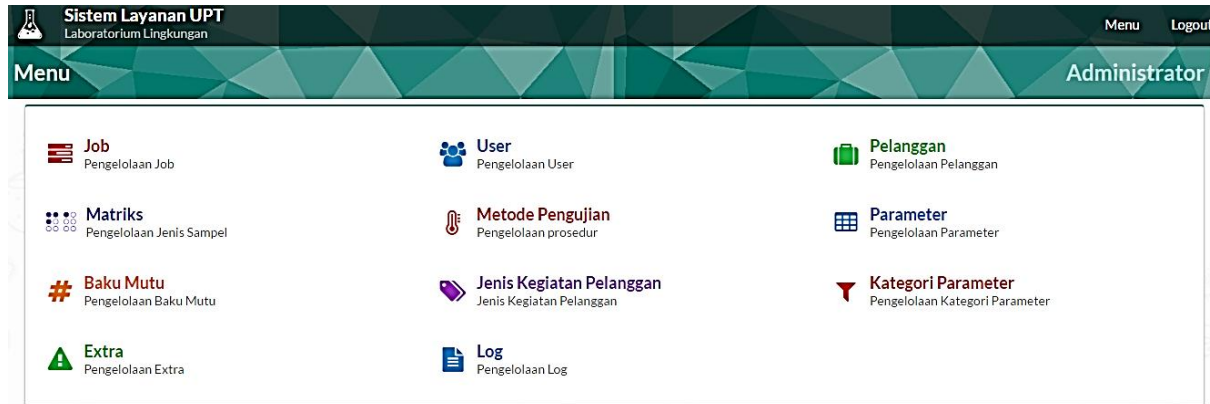 Sistem Layanan UPT
Laboratorium Lingkungan
Menu Logout
Menu
Administrator
Job
Pengelolaan Job
User
Pengelolaan User
Pelanggan
Pengelolaan Pelanggan
Matriks
Pengelolaan Jenis Sampel
Metode Pengujian
Pengelolaan prosedur
Parameter
Pengelolaan Parameter
Baku Mutu
Pengelolaan Baku Mutu
Jenis Kegiatan Pelanggan
Jenis Kegiatan Pelanggan
Kategori Parameter
Pengelolaan Kategori Parameter
Extra
Pengelolaan Extra
Log
Pengelolaan Log